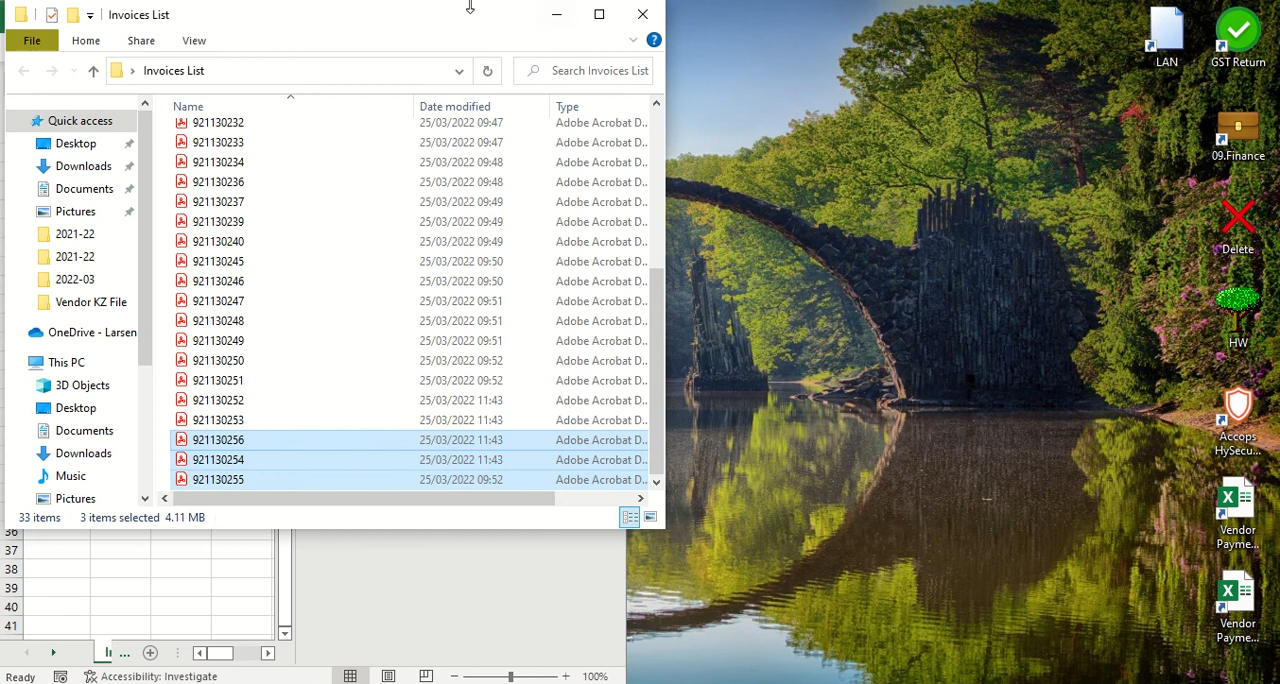 Invoices List
File Home Share View
Invoices List
Search Invoices List
Name Date modified Type
Quick access
Desktop
Downloads
Documents
Pictures
2021-22
2021-22
2022-03
Vendor KZ File
OneDrive - Larsen
This PC
3D Objects
Desktop
Documents
Downloads
Music
Pictures
921130232 25/03/2022 09:47 Adobe Acrobat D..
921130233 25/03/2022 09:47 Adobe Acrobat D..
921130234 25/03/2022 09:48 Adobe Acrobat D..
921130236 25/03/2022 09:48 Adobe Acrobat D..
921130237 25/03/2022 09:49 Adobe Acrobat D..
921130239 25/03/2022 09:49 Adobe Acrobat D..
921130240 25/03/2022 09:49 Adobe Acrobat D..
921130245 25/03/2022 09:50 Adobe Acrobat D..
921130246 25/03/2022 09:50 Adobe Acrobat D..
921130247 25/03/2022 09:51 Adobe Acrobat D..
921130248 25/03/2022 09:51 Adobe Acrobat D..
921130249 25/03/2022 09:51 Adobe Acrobat D..
921130250 25/03/2022 09:52 Adobe Acrobat D..
921130251 25/03/2022 09:52 Adobe Acrobat D..
921130252 25/03/2022 11:43 Adobe Acrobat D..
921130253 25/03/2022 11:43 Adobe Acrobat D..
921130256 25/03/2022 11:43 Adobe Acrobat D..
921130254 25/03/2022 11:43 Adobe Acrobat D..
921130255 25/03/2022 09:52 Adobe Acrobat D..
33 items 3 items selected 4.11 MB
36
37
38
39
40
41
...
Ready Accessibility: Investigate 100%
LAN
GST Return
09.Finance
Delete
HW
Accops
HySecu...
Vendor
Payme...
Vendor
Payme...